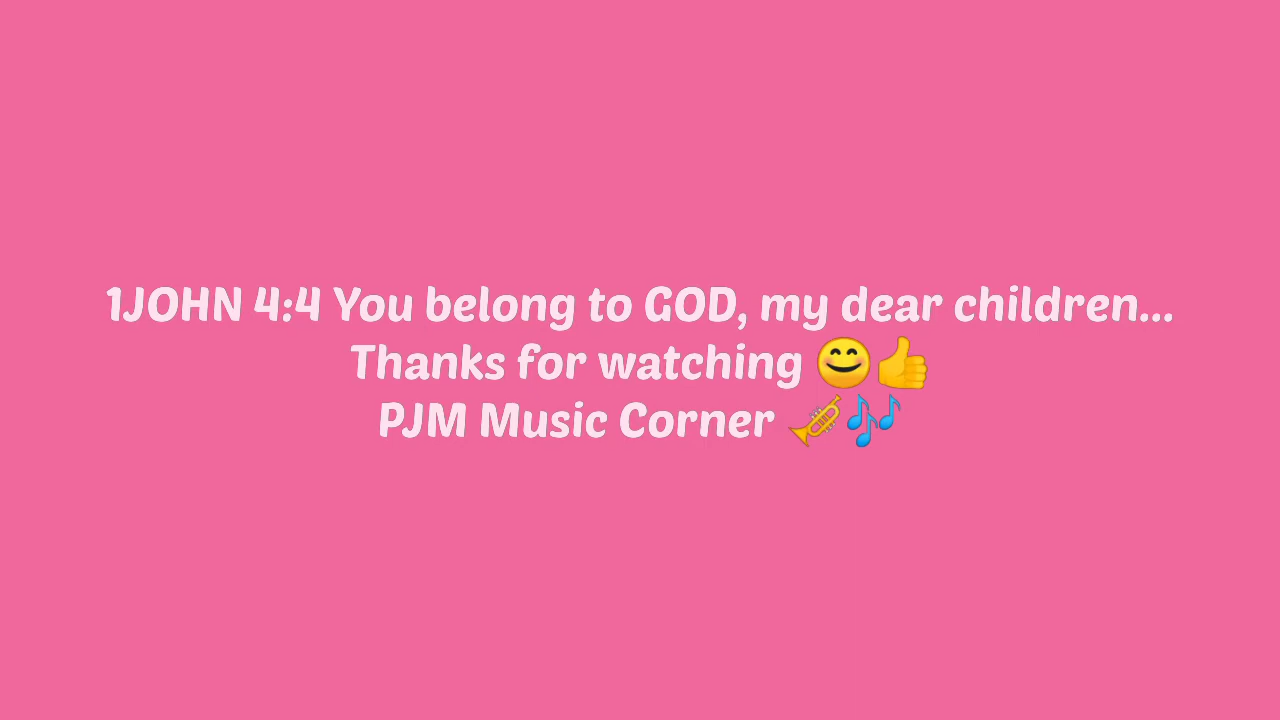 1JOHN 4:4 You belong to GOD, my dear children...
Thanks for watching 😊👍
PJM Music Corner 🎺🎶